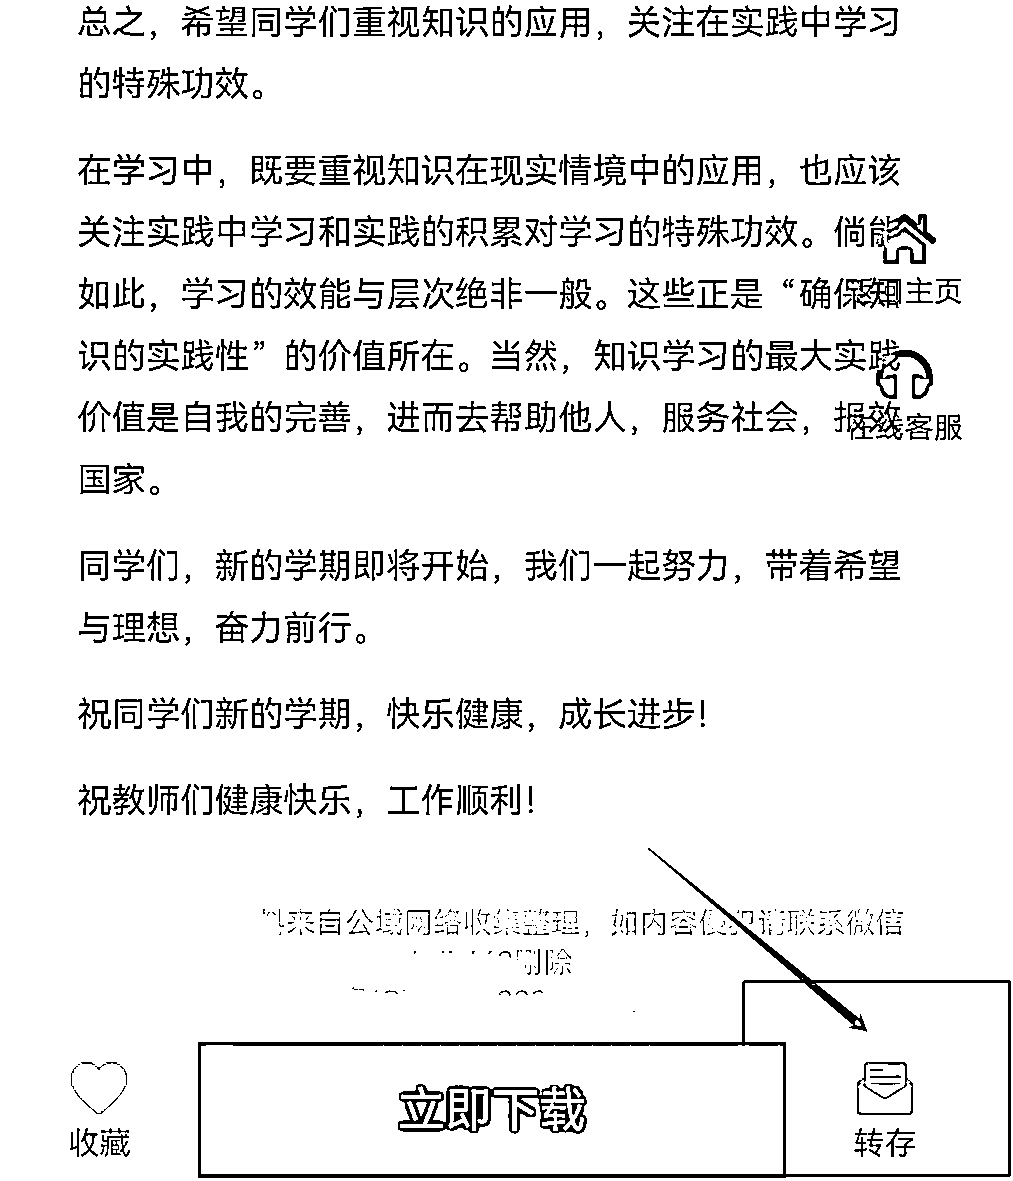 总之，希望同学们重视知识的应用，关注在实践中学习
的特殊功效。
在学习中，既要重视知识在现实情境中的应用，也应该
关注实践中学习和实践的积累对学习的特殊功效。倘能
如此，学习的效能与层次绝非一般。这些正是“确保知
主页
识的实践性”的价值所在。当然，知识学习的最大实践
价值是自我的完善，进而去帮助他人，服务社会，报效
在线客服
国家。
同学们，新的学期即将开始，我们一起努力，带着希望
与理想，奋力前行。
祝同学们新的学期，快乐健康，成长进步！
祝教师们健康快乐，工作顺利！
来自公域网络收集整理，如内容侵 请联系微信
删除
收藏
立即下载
转存